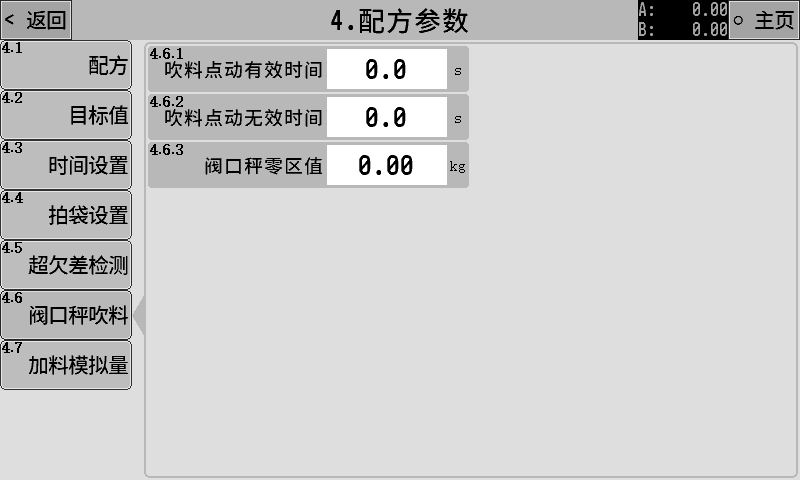 < 返回
4.配方参数
A: 0.00
B: 0.00
○ 主页
4.1 配方
4.2 目标值
4.3 时间设置
4.4 拍袋设置
4.5 超欠差检测
4.6 阀口秤吹料
4.7 加料模拟量
4.6.1 吹料点动有效时间 0.0 s
4.6.2 吹料点动无效时间 0.0 s
4.6.3 阀口秤零区值 0.00 kg